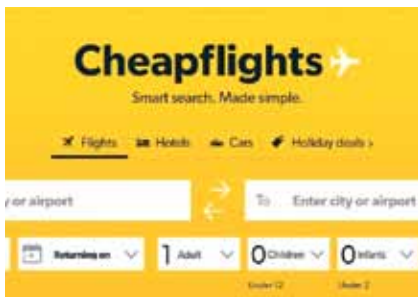 Cheapflights
Smart search. Made simple.
Flights Hotels Cars Holiday deals ›
y or airport To Enter city or airport
Returning on 1 Adult 0 Children 0 Infants
Under 12 Under 2